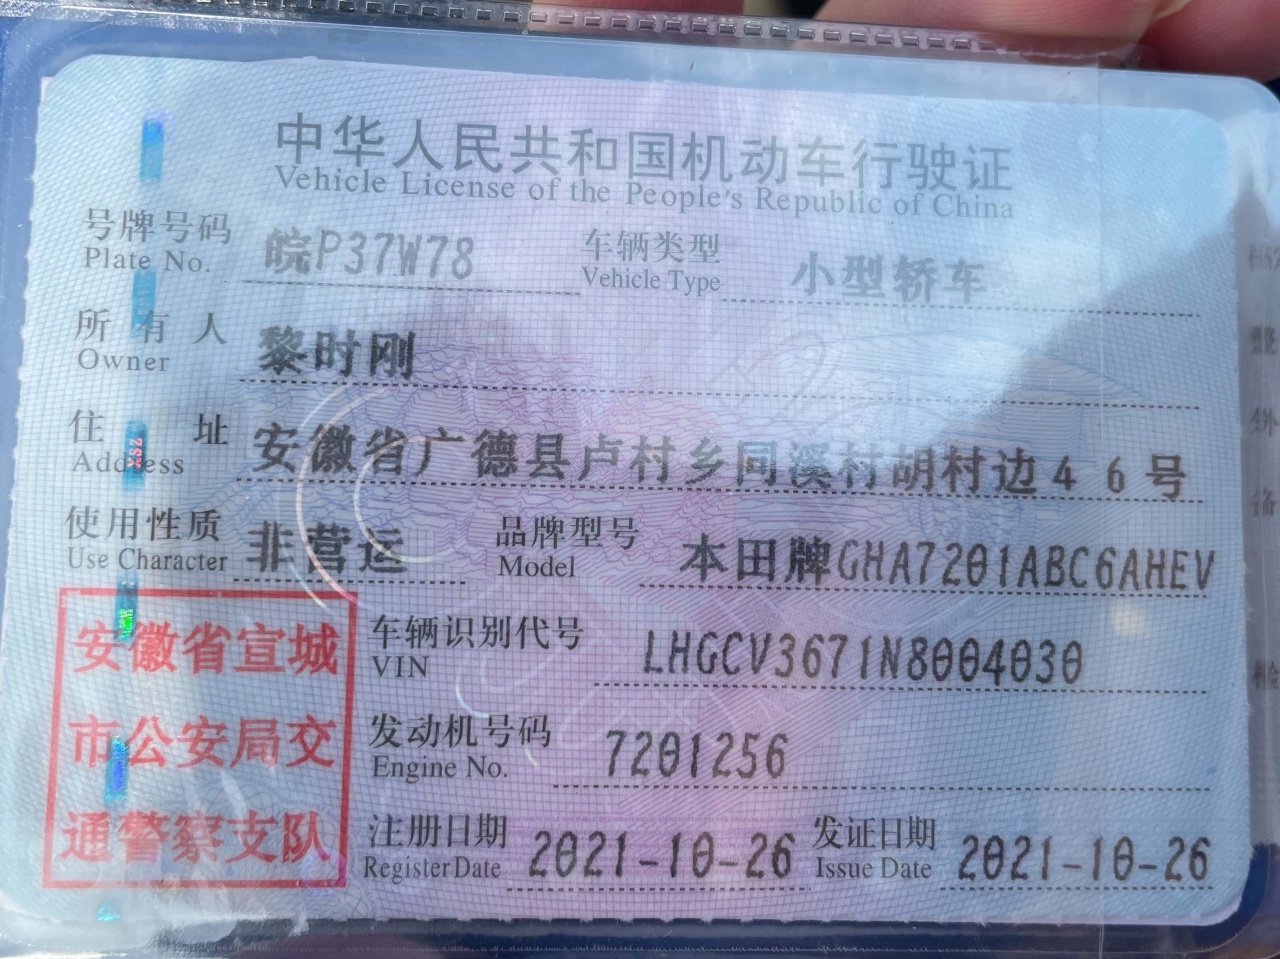 中华人民共和国机动车行驶证
Vehicle License of the People's Republic of China
号牌号码 皖P37W78 车辆类型 小型轿车
Plate No. Vehicle Type
所有人 黎时刚
Owner
住址 安徽省广德县卢村乡同溪村胡村边46号
Address
使用性质 非营运 品牌型号 本田牌GHA7201ABC6AHEV
Use Character Model
安徽省宣城
市公安局交
通警察支队
车辆识别代号 LHGCV3671N8004030
VIN
发动机号码 7201256
Engine No.
注册日期 2021-10-26 发证日期 2021-10-26
Register Date Issue Date